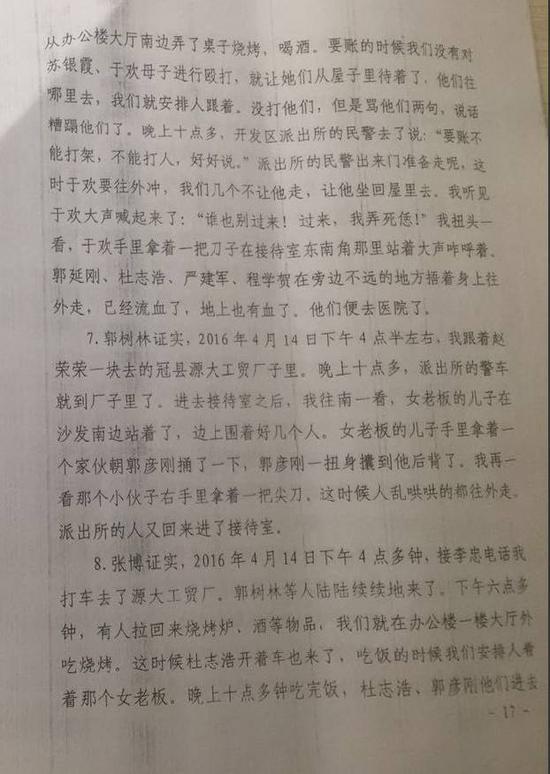 从办公楼大厅南边弄了桌子烧烤，喝酒。要账的时候我们没有对
苏银霞、于欢母子进行殴打，就让她们从屋子里待着了，他们往
哪里去，我们就安排人跟着。没打他们，但是骂他们两句，说话
糟蹋他们了。晚上十点多，开发区派出所的民警去了说：“要账不
能打架，不能打人，好好说。”派出所的民警出来门准备走呢，这
时于欢要往外冲，我们几个不让他走，让他坐回屋里去。我听见
于欢大声喊起来了：“谁也别过来！过来，我弄死恁！”我扭头一
看，于欢手里拿着一把刀子在接待室东南角那里站着大声咋呼着。
郭延刚、杜志浩、严建军、程学贺在旁边不远的地方捂着身上往
外走，已经流血了，地上也有血了。他们便去医院了。
7.郭树林证实，2016年4月14日下午4点半左右，我跟着赵
荣荣一块去的冠县源大工贸厂子里。晚上十点多，派出所的警车
就到厂子里了。进去接待室之后，我往南一看，女老板的儿子在
沙发南边站着了，边上围着好几个人。女老板的儿子手里拿着一
个家伙朝郭彦刚捅了一下，郭彦刚一扭身攮到他后背了。我再一
看那个小伙子右手里拿着一把尖刀。这时候人乱哄哄的都往外走。
派出所的人又回来进了接待室。
8.张博证实，2016年4月14日下午4点多钟，接李忠电话我
打车去了源大工贸厂。郭树林等人陆陆续续地来了。下午六点多
钟，有人拉回来烧烤炉、酒等物品，我们就在办公楼一楼大厅外
吃烧烤。这时候杜志浩开着车也来了，吃饭的时候我们安排人看
着那个女老板。晚上十点多钟吃完饭，杜志浩、郭彦刚他们进去
- 17 -